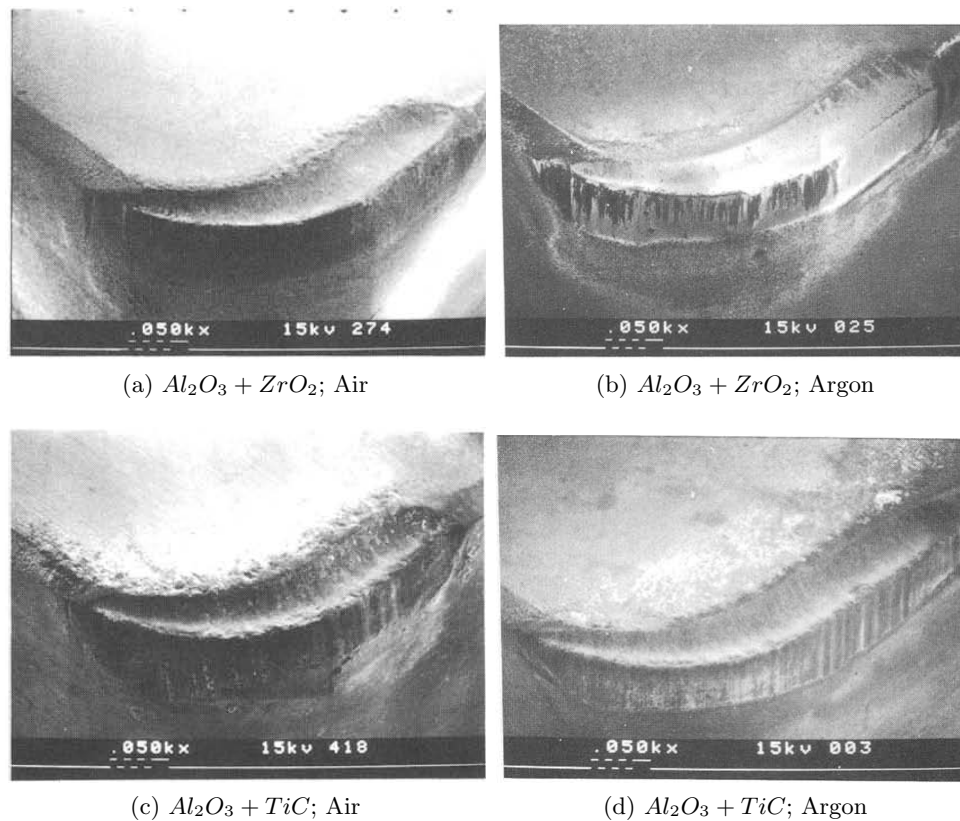 .050kx 15kv 274
.050kx 15kv 025
(a) Al₂O₃ + ZrO₂; Air
(b) Al₂O₃ + ZrO₂; Argon
.050kx 15kv 418
.050kx 15kv 003
(c) Al₂O₃ + TiC; Air
(d) Al₂O₃ + TiC; Argon